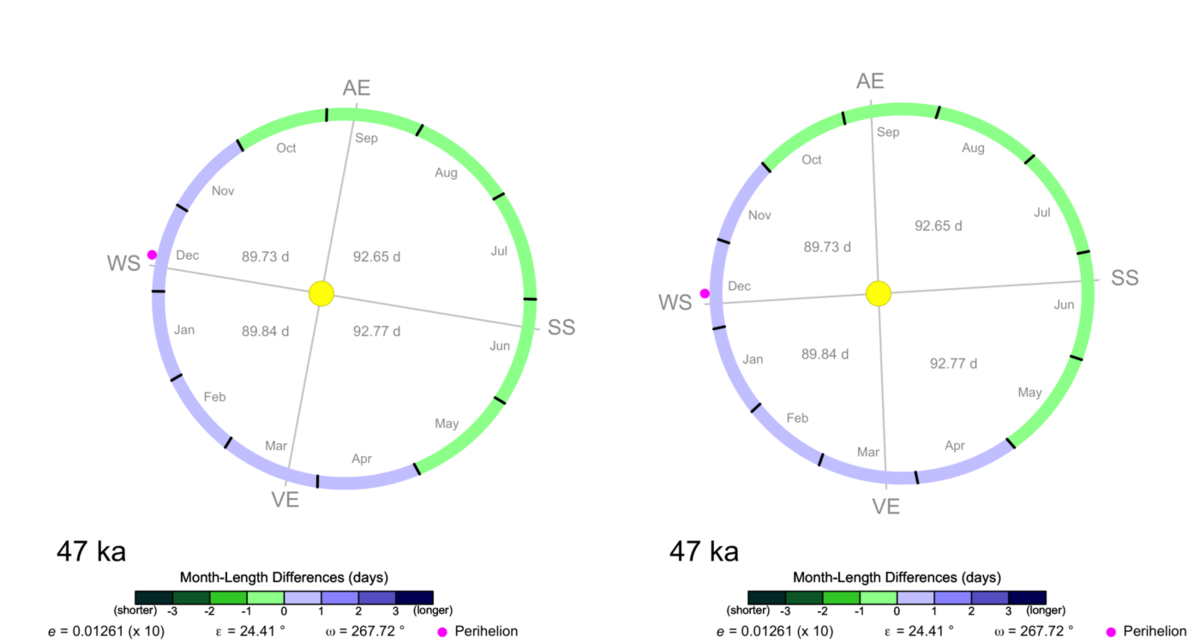 AE
Sep
Oct
Aug
Nov
Jul
WS
Dec
89.73 d
92.65 d
SS
Jan
89.84 d
92.77 d
Jun
Feb
May
Mar
Apr
VE
47 ka
Month-Length Differences (days)
(shorter) -3 -2 -1 0 1 2 3 (longer)
e = 0.01261 (x 10) ε = 24.41 ° ω = 267.72 ° Perihelion
AE
Sep
Oct
Aug
Nov
Jul
92.65 d
89.73 d
WS
Dec
SS
Jun
Jan
89.84 d
92.77 d
Feb
May
Mar
Apr
VE
47 ka
Month-Length Differences (days)
(shorter) -3 -2 -1 0 1 2 3 (longer)
e = 0.01261 (x 10) ε = 24.41 ° ω = 267.72 ° Perihelion